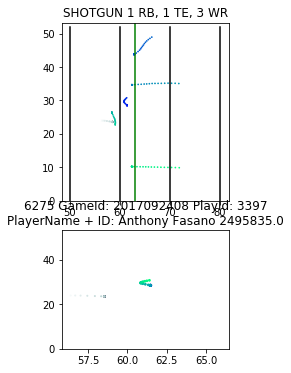 SHOTGUN 1 RB, 1 TE, 3 WR
50
40
30
20
10
0
50 60 70 80
6275 GameId: 2017092408 PlayId: 3397
PlayerName + ID: Anthony Fasano 2495835.0
40
20
0
57.5 60.0 62.5 65.0